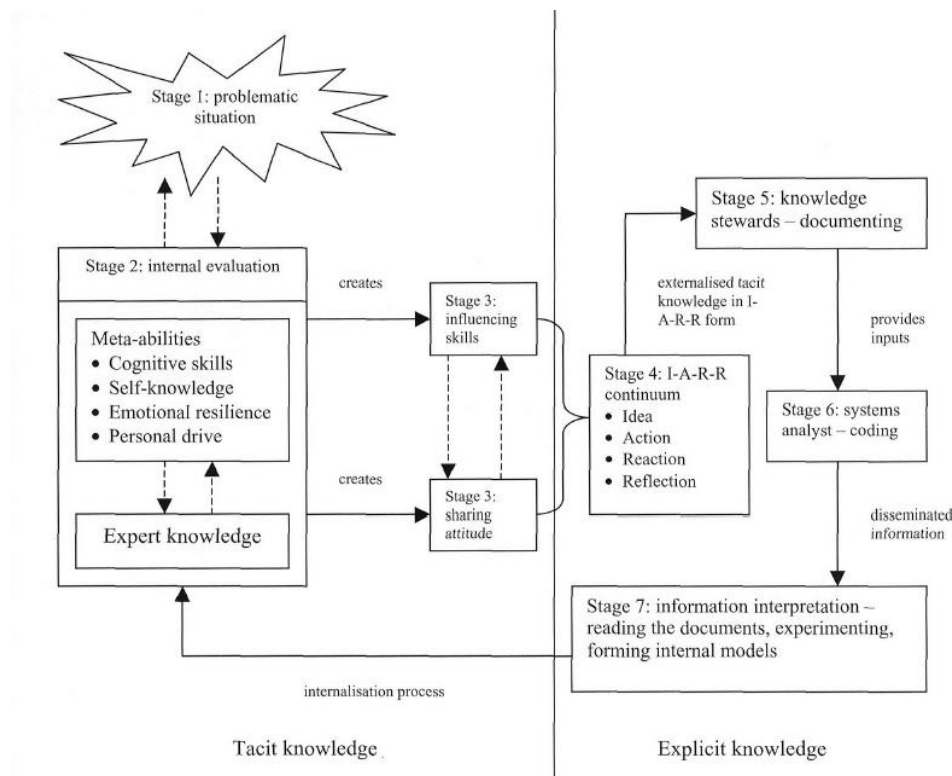 Stage 1: problematic
situation
Stage 2: internal evaluation
Meta-abilities
• Cognitive skills
• Self-knowledge
• Emotional resilience
• Personal drive
Expert knowledge
creates
creates
Stage 3:
influencing
skills
Stage 3:
sharing
attitude
Stage 4: I-A-R-R
continuum
• Idea
• Action
• Reaction
• Reflection
externalised tacit
knowledge in I-
A-R-R form
Stage 5: knowledge
stewards – documenting
provides
inputs
Stage 6: systems
analyst – coding
disseminated
information
Stage 7: information interpretation –
reading the documents, experimenting,
forming internal models
internalisation process
Tacit knowledge
Explicit knowledge